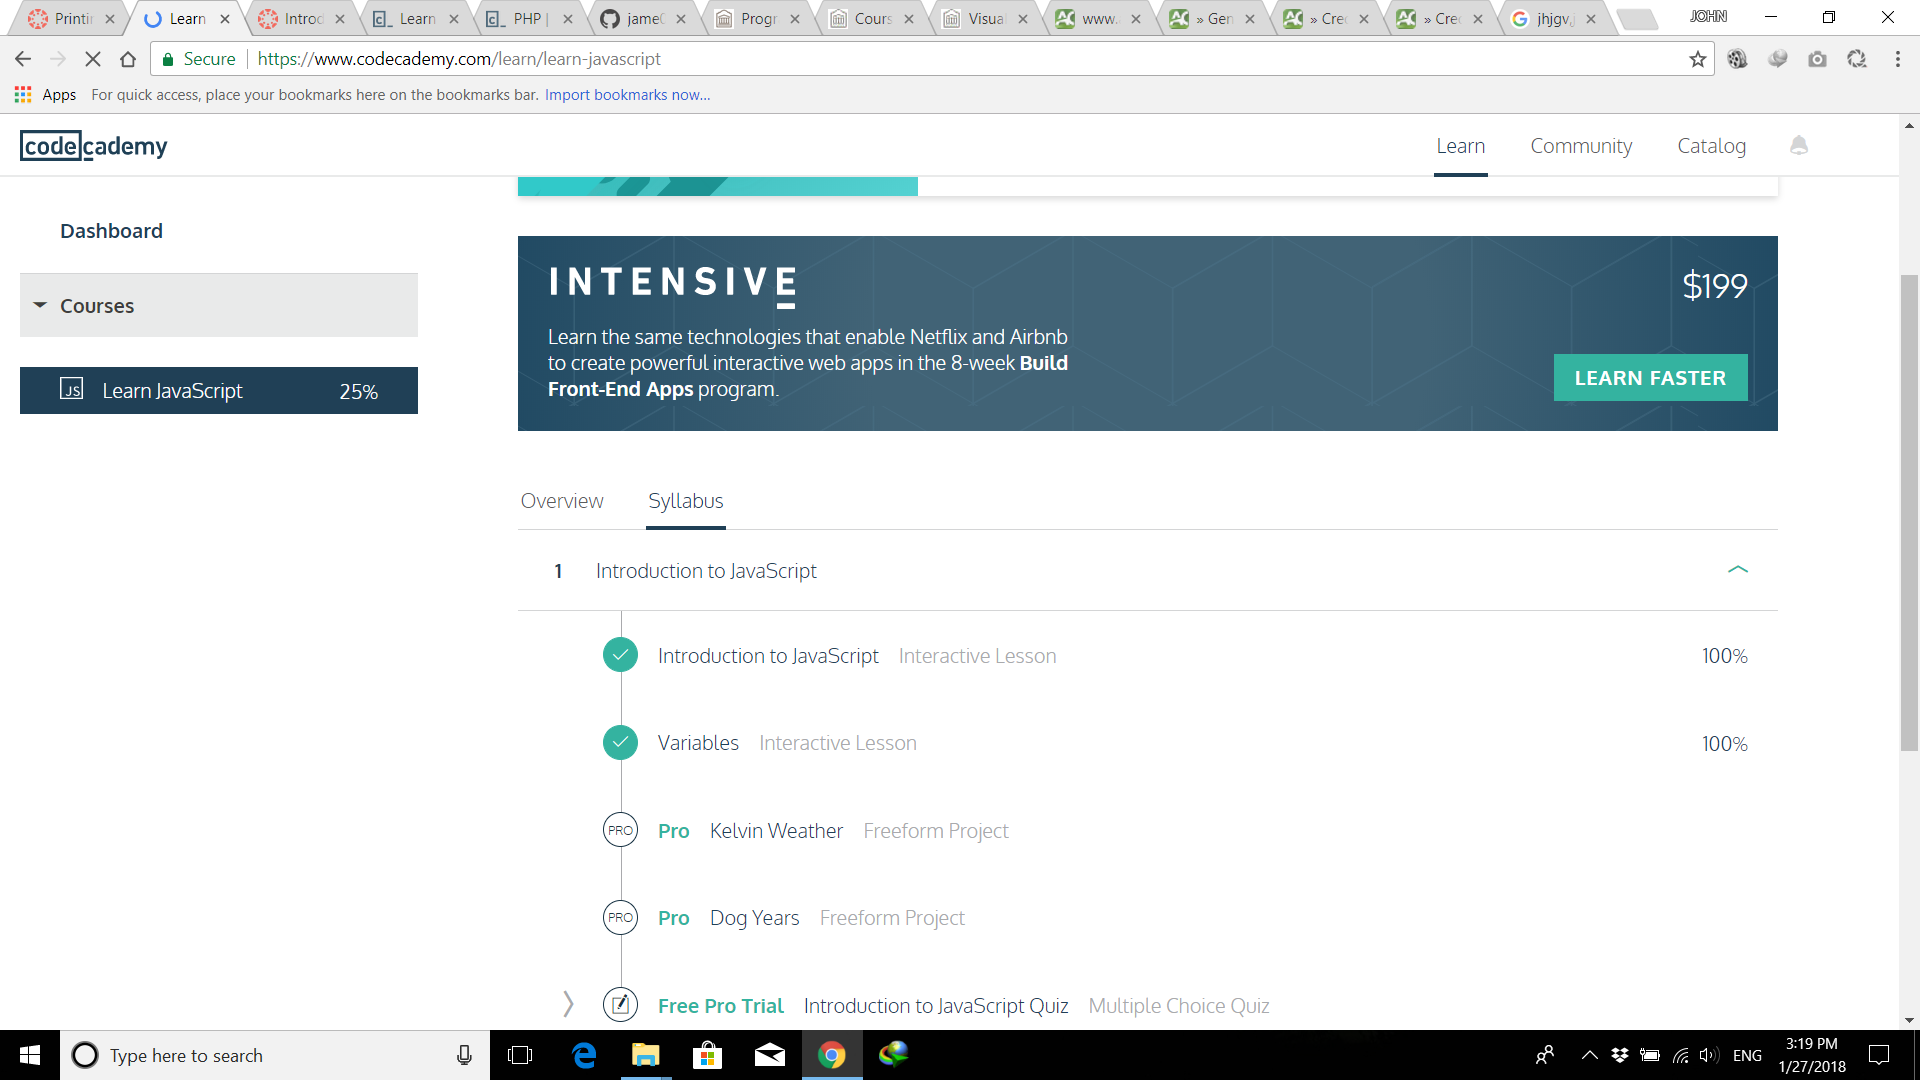 Printin
Learn
Introd
Learn
PHP |
jame0
Progr
Cours
Visua
www.
» Gen
» Cred
» Cred
jhjgv,j
JOHN
Secure
https://www.codecademy.com/learn/learn-javascript
Apps
For quick access, place your bookmarks here on the bookmarks bar. Import bookmarks now...
codecademy
Learn
Community
Catalog
Dashboard
Courses
JS Learn JavaScript 25%
INTENSIVE
$199
Learn the same technologies that enable Netflix and Airbnb
to create powerful interactive web apps in the 8-week Build
Front-End Apps program.
LEARN FASTER
Overview
Syllabus
1 Introduction to JavaScript
Introduction to JavaScript Interactive Lesson 100%
Variables Interactive Lesson 100%
PRO Pro Kelvin Weather Freeform Project
PRO Pro Dog Years Freeform Project
Free Pro Trial Introduction to JavaScript Quiz Multiple Choice Quiz
Type here to search
ENG
3:19 PM
1/27/2018